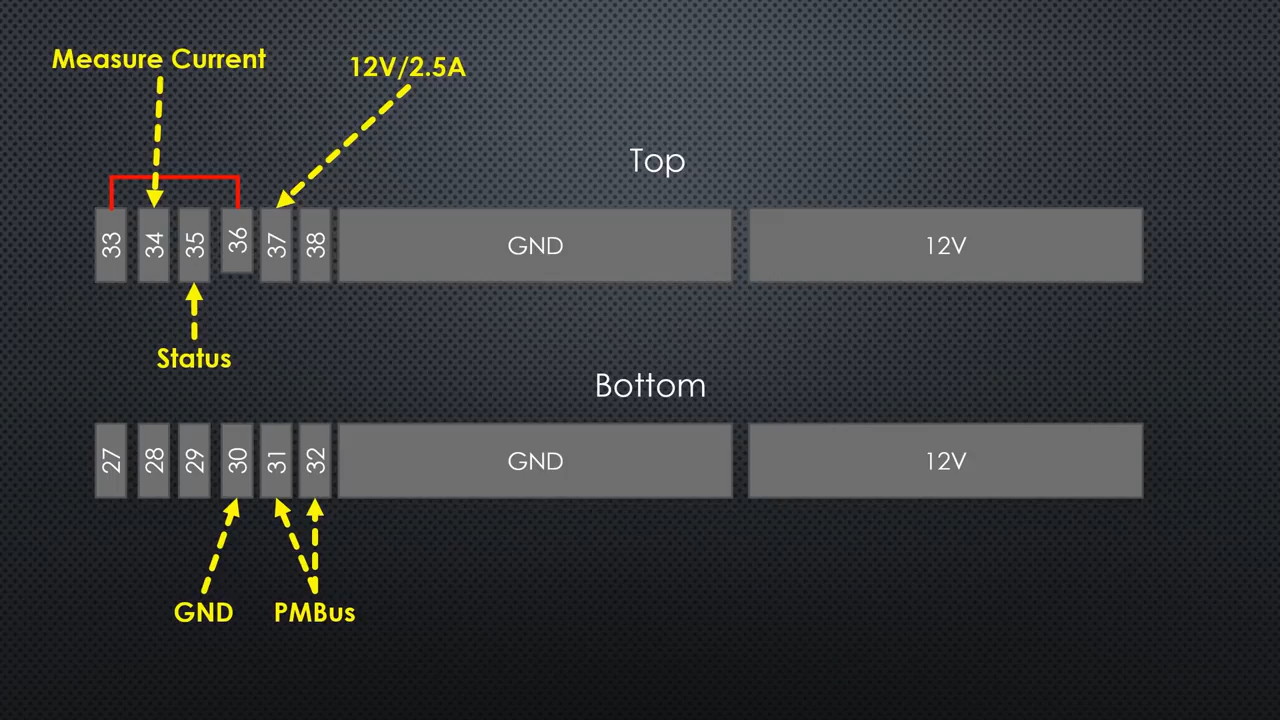 Measure Current
12V/2.5A
Top
33
34
35
36
37
38
GND
12V
Status
Bottom
27
28
29
30
31
32
GND
12V
GND
PMBus